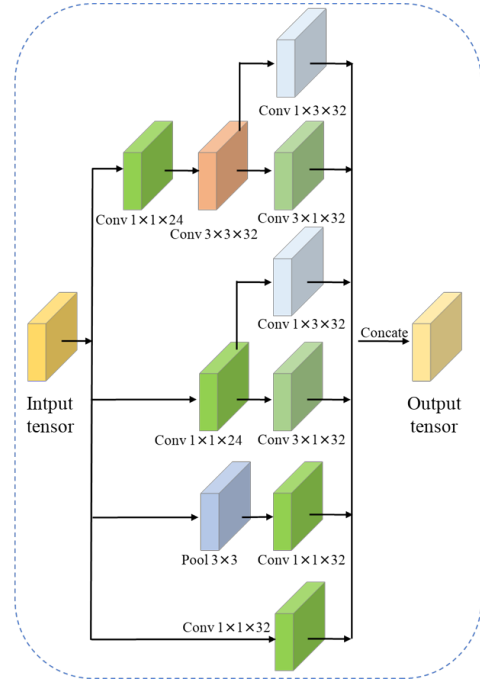 Conv 1×3×32
Conv 1×1×24
Conv 3×3×32
Conv 3×1×32
Conv 1×3×32
Concate
Intput
tensor
Output
tensor
Conv 1×1×24
Conv 3×1×32
Pool 3×3
Conv 1×1×32
Conv 1×1×32